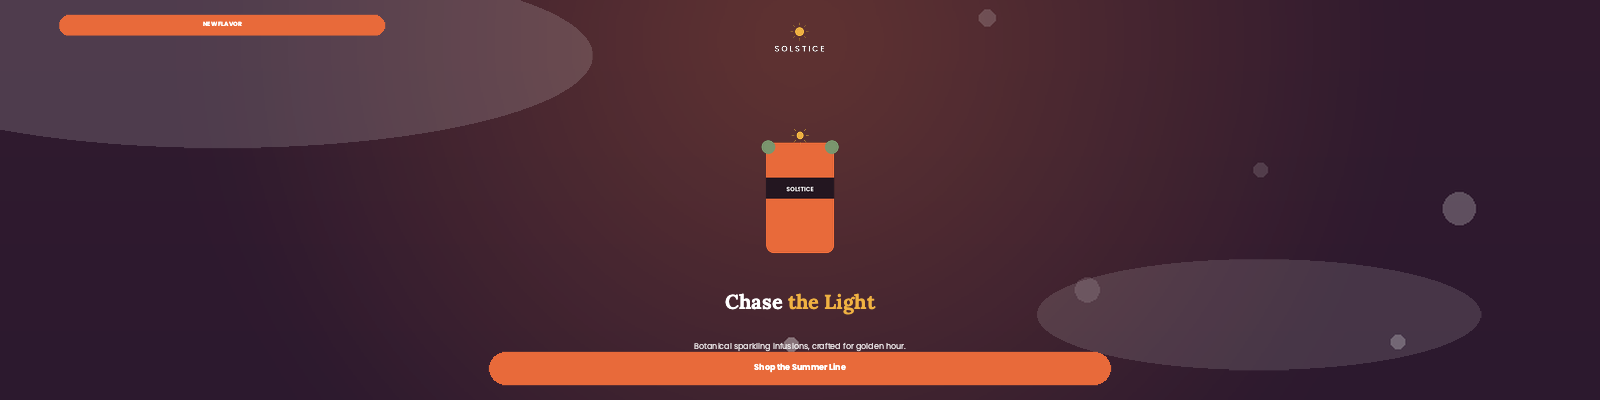 NEW FLAVOR
SOLSTICE
SOLSTICE
Chase the Light
Botanical sparkling infusions, crafted for golden hour.
Shop the Summer Line